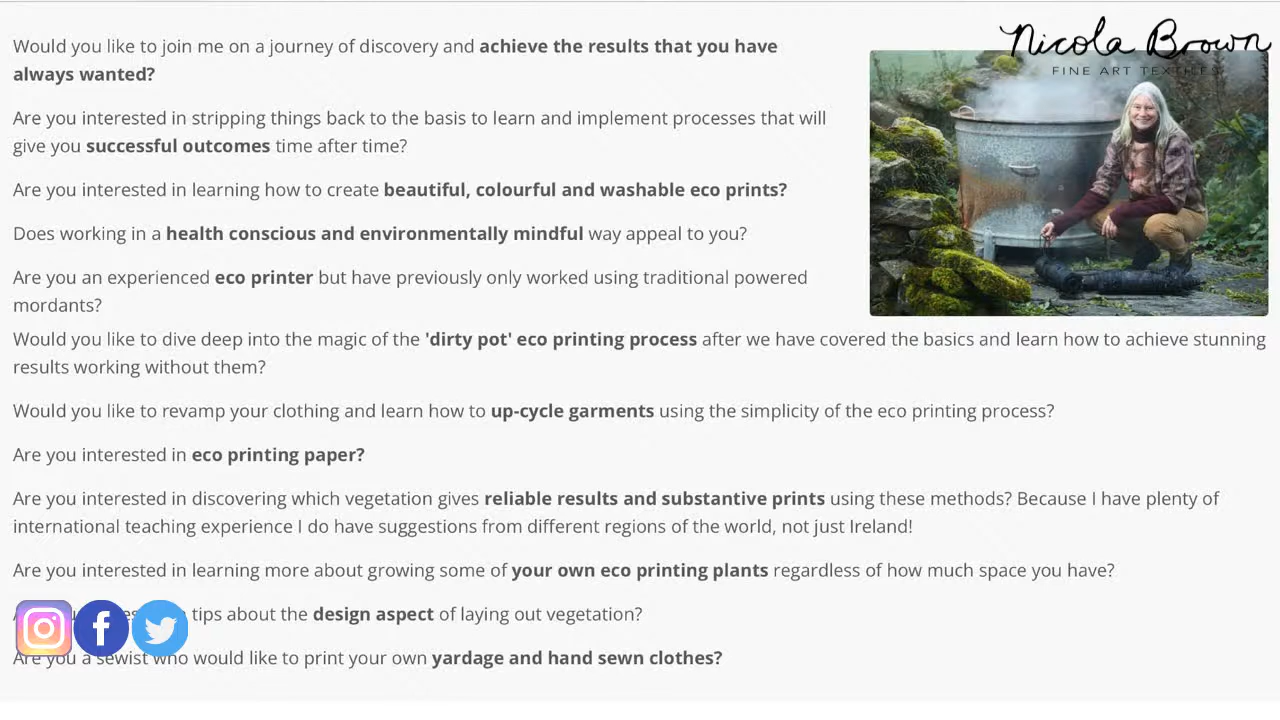 Nicola Brown
FINE ART TEXTILES
Would you like to join me on a journey of discovery and achieve the results that you have
always wanted?
Are you interested in stripping things back to the basis to learn and implement processes that will
give you successful outcomes time after time?
Are you interested in learning how to create beautiful, colourful and washable eco prints?
Does working in a health conscious and environmentally mindful way appeal to you?
Are you an experienced eco printer but have previously only worked using traditional powered
mordants?
Would you like to dive deep into the magic of the 'dirty pot' eco printing process after we have covered the basics and learn how to achieve stunning
results working without them?
Would you like to revamp your clothing and learn how to up-cycle garments using the simplicity of the eco printing process?
Are you interested in eco printing paper?
Are you interested in discovering which vegetation gives reliable results and substantive prints using these methods? Because I have plenty of
international teaching experience I do have suggestions from different regions of the world, not just Ireland!
Are you interested in learning more about growing some of your own eco printing plants regardless of how much space you have?
tips about the design aspect of laying out vegetation?
Are you a sewist who would like to print your own yardage and hand sewn clothes?